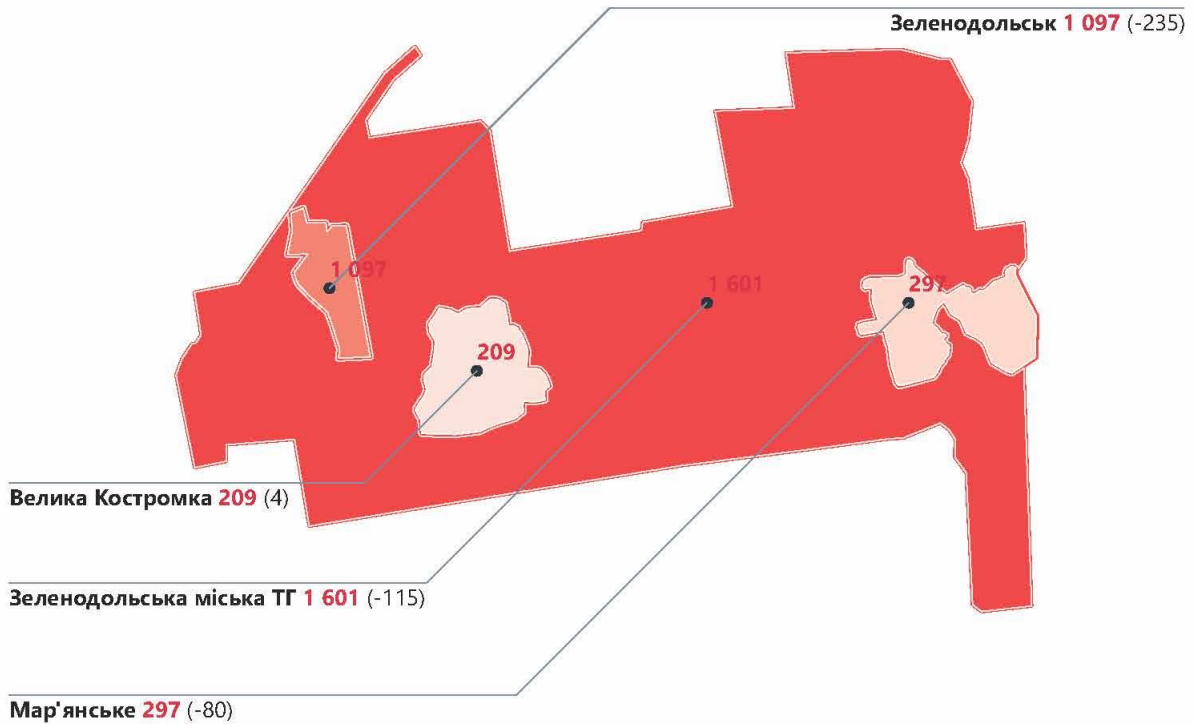 Зеленодольськ 1 097 (-235)
1 097
1 601
297
209
Велика Костромка 209 (4)
Зеленодольська міська ТГ 1 601 (-115)
Мар'янське 297 (-80)